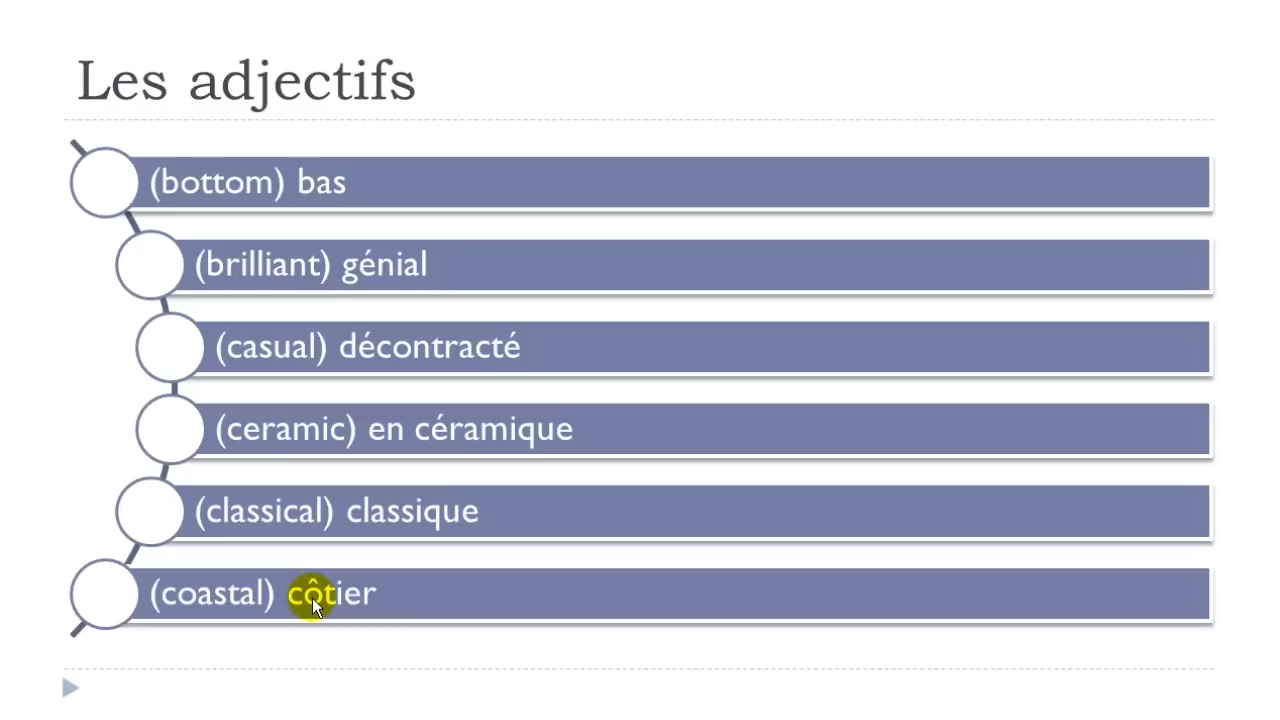 Les adjectifs
(bottom) bas
(brilliant) génial
(casual) décontracté
(ceramic) en céramique
(classical) classique
(coastal) côtier